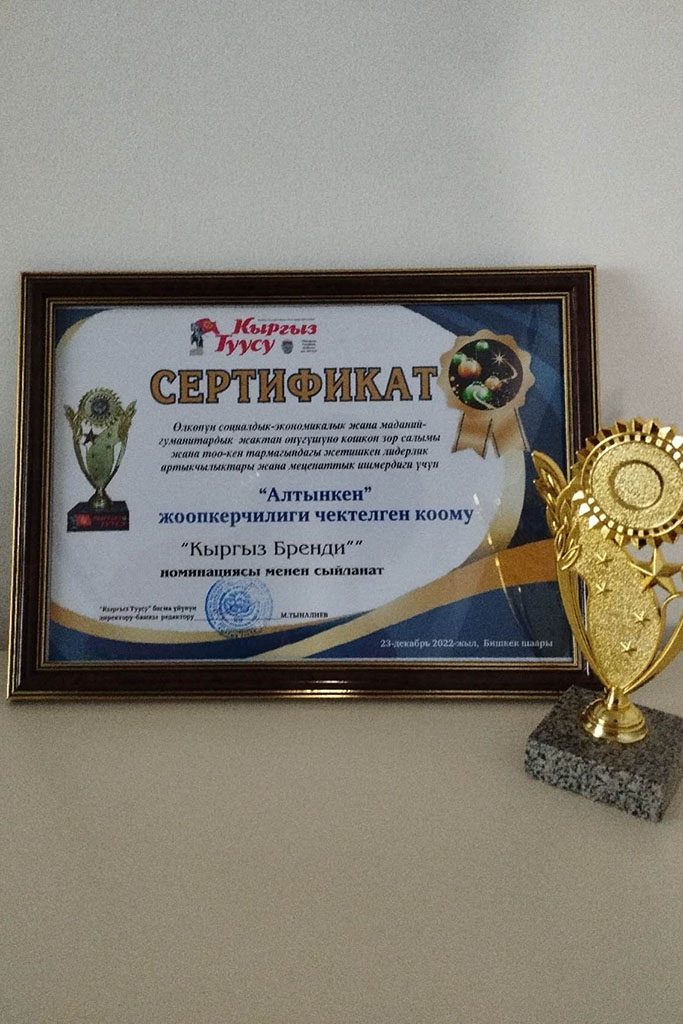 Кыргыз
Туусу
СЕРТИФИКАТ
Өлкөнүн социалдык-экономикалык жана маданий-
гуманитардык жактан өнүгүшүнө кошкон зор салымы
жана тоо-кен тармагындагы жетишкен лидерлик
артыкчылыктары жана меценаттык ишмердиги үчүн
“Алтынкен”
жоопкерчилиги чектелген коому
“Кыргыз Бренди””
номинациясы менен сыйланат
"Кыргыз Туусу" басма үйүнүн
директору-башкы редактору
М.ТЫНАЛИЕВ
23-декабрь 2022-жыл, Бишкек шаары